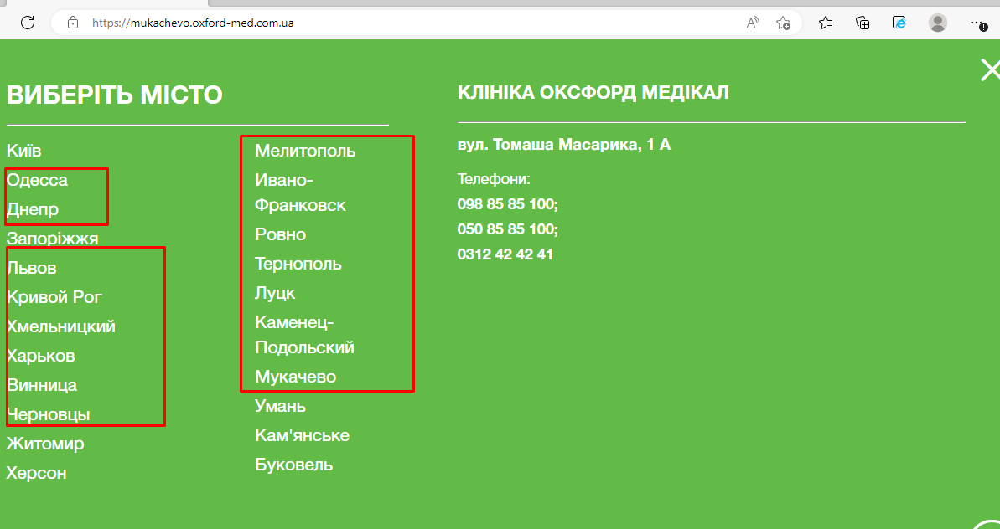 https://mukachevo.oxford-med.com.ua
ВИБЕРІТЬ МІСТО
Київ
Одесса
Днепр
Запоріжжя
Львов
Кривой Рог
Хмельницкий
Харьков
Винница
Черновцы
Житомир
Херсон
Мелитополь
Ивано-
Франковск
Ровно
Тернополь
Луцк
Каменец-
Подольский
Мукачево
Умань
Кам'янське
Буковель
КЛІНІКА ОКСФОРД МЕДІКАЛ
вул. Томаша Масарика, 1 А
Телефони:
098 85 85 100;
050 85 85 100;
0312 42 42 41